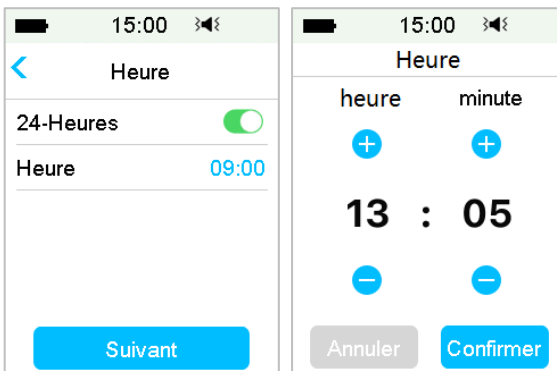 15:00
Heure
24-Heures
Heure 09:00
Suivant
15:00
Heure
heure minute
13 : 05
Annuler Confirmer